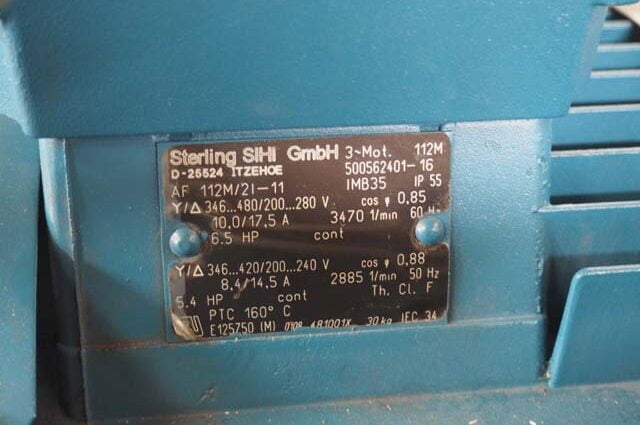 Sterling SIHI GmbH 3~Mot. 112M
D-25524 ITZEHOE 500562401-16
AF 112M/2I-11 IMB35 IP 55
Y/Δ 346...480/200...280 V cos φ 0,85
10,0/17,5 A 3470 1/min 60 Hz
6.5 HP cont
Y/Δ 346...420/200...240 V cos φ 0,88
8,4/14,5 A 2885 1/min 50 Hz
5.4 HP cont Th. Cl. F
PTC 160° C
E125750 (M) 0108 481001X 30kg IEC 34